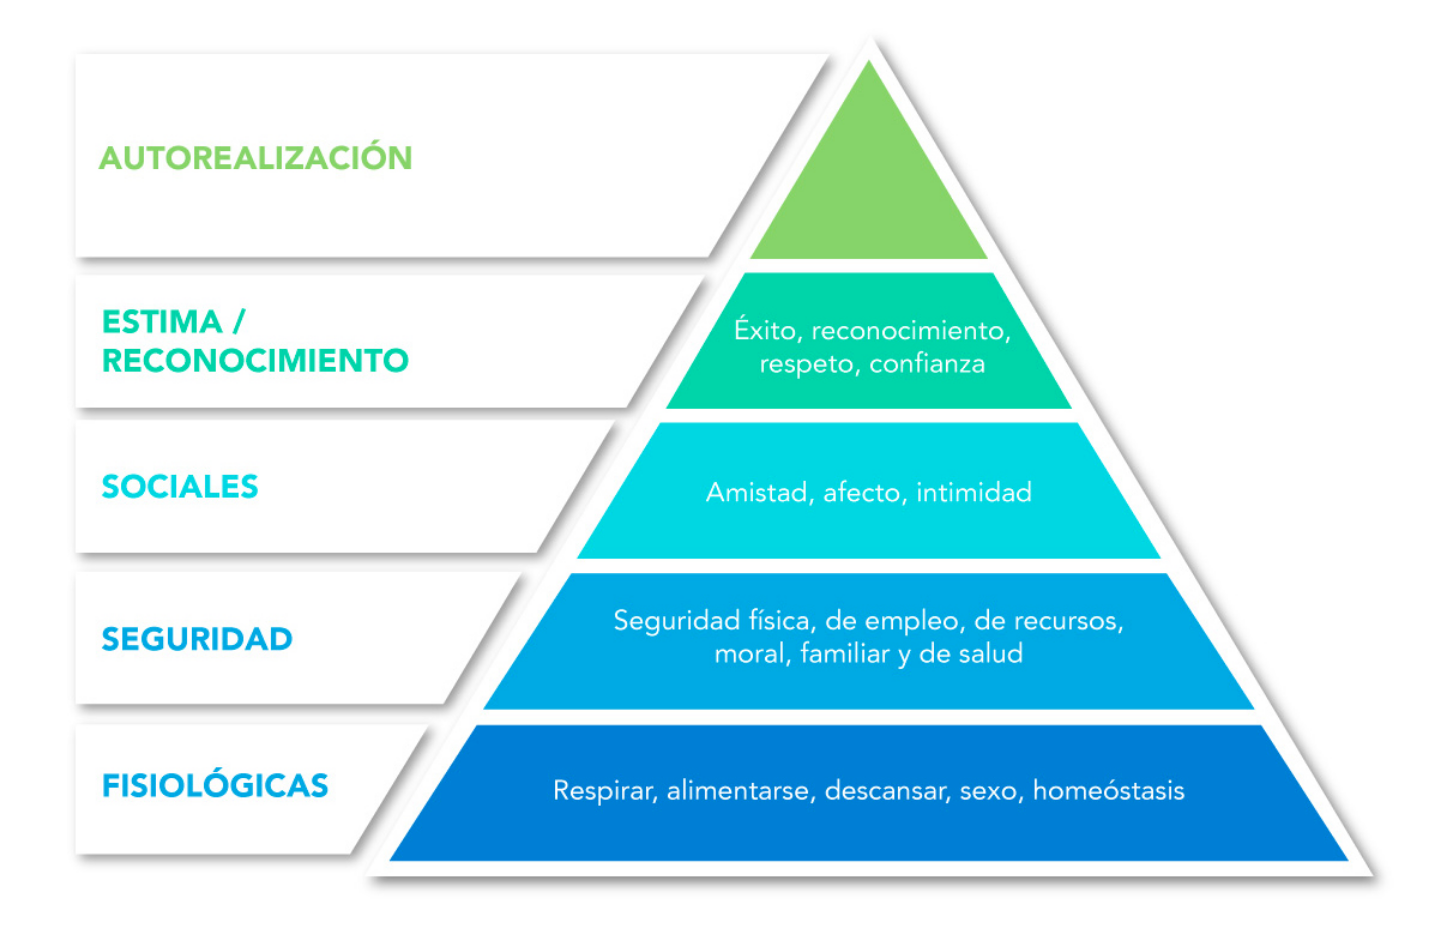 AUTOREALIZACIÓN
ESTIMA /
RECONOCIMIENTO
Éxito, reconocimiento,
respeto, confianza
SOCIALES
Amistad, afecto, intimidad
SEGURIDAD
Seguridad física, de empleo, de recursos,
moral, familiar y de salud
FISIOLÓGICAS
Respirar, alimentarse, descansar, sexo, homeóstasis